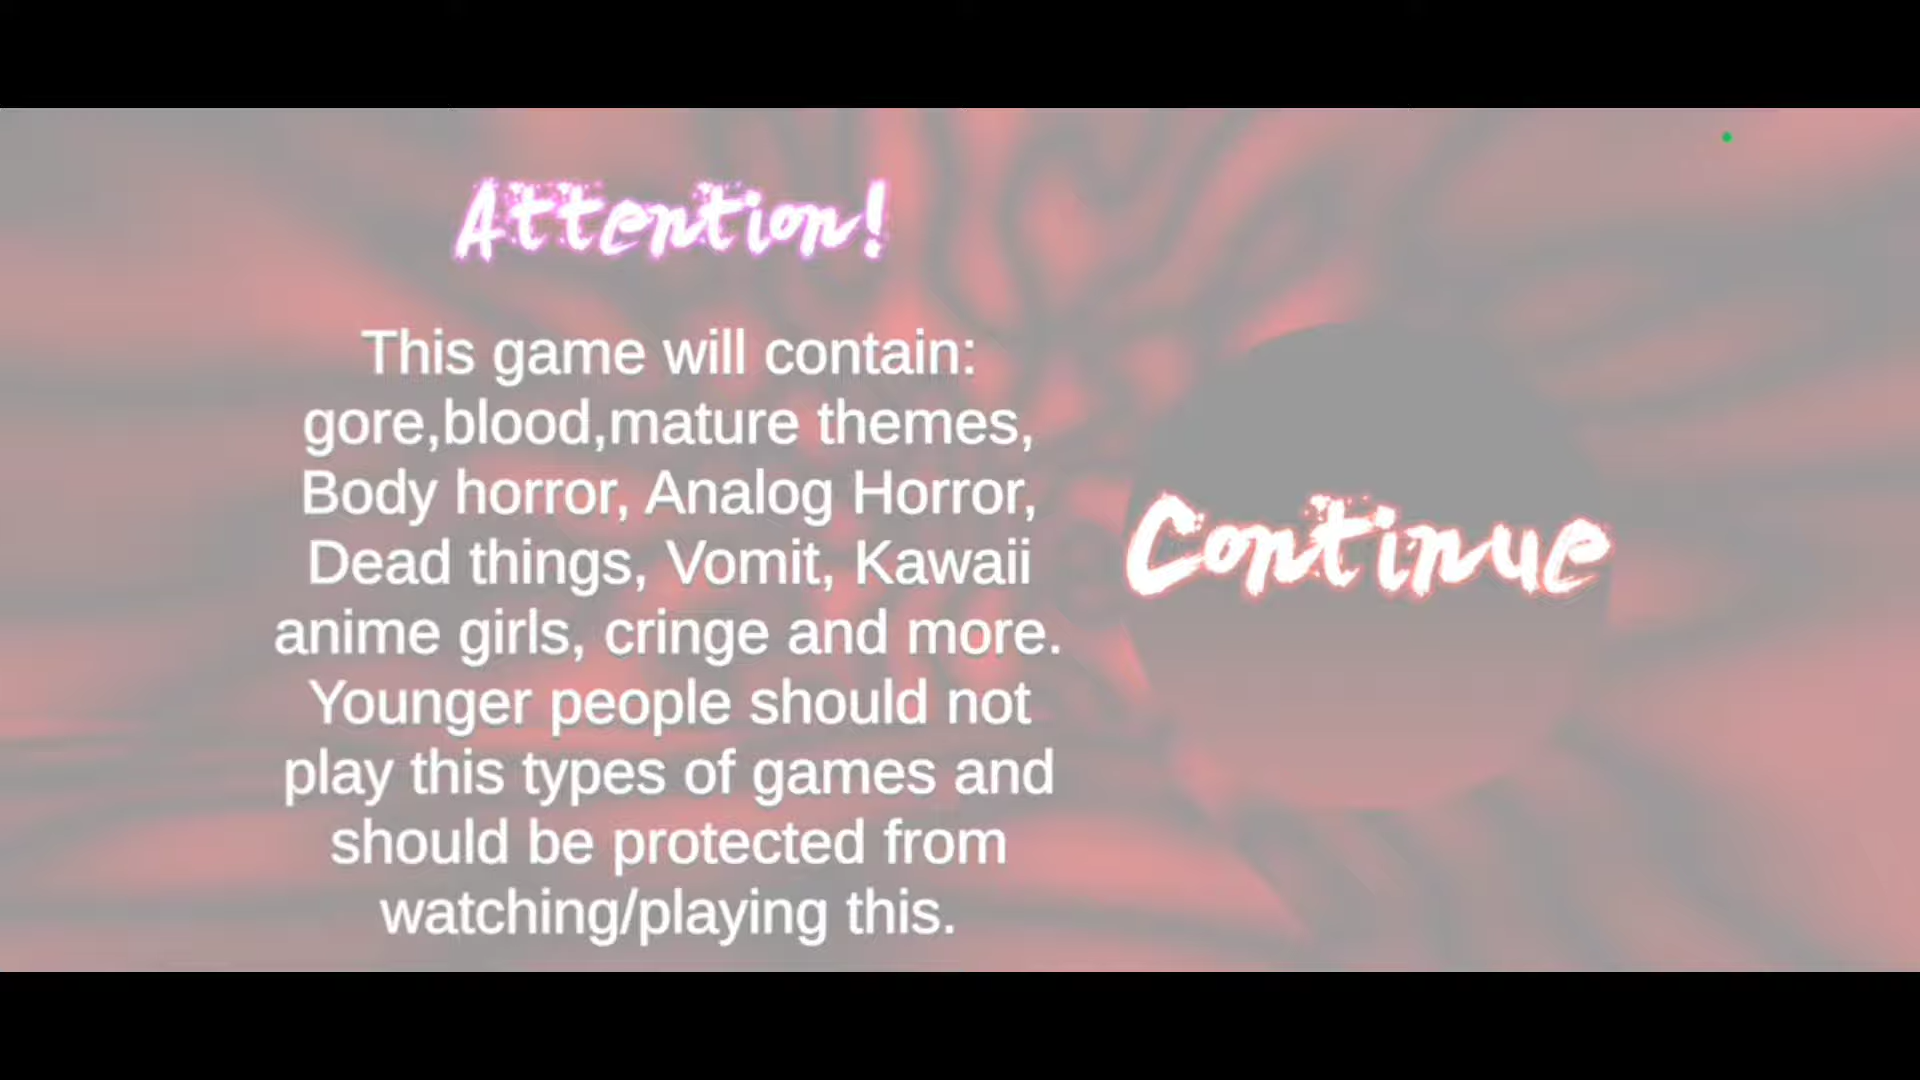 Attention!
This game will contain:
gore,blood,mature themes,
Body horror, Analog Horror,
Dead things, Vomit, Kawaii
anime girls, cringe and more.
Younger people should not
play this types of games and
should be protected from
watching/playing this.
Continue